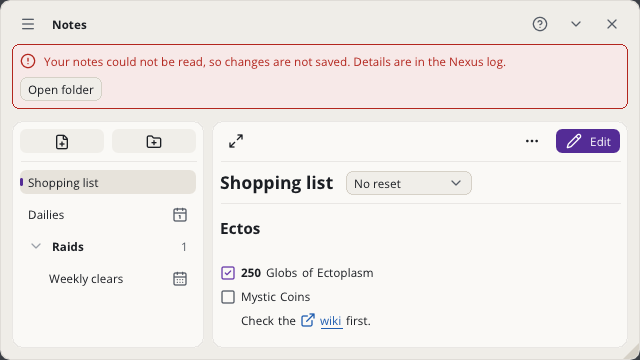 Notes
Your notes could not be read, so changes are not saved. Details are in the Nexus log.
Open folder
Edit
Shopping list
Dailies
1
Raids 1
Weekly clears
Shopping list No reset
Ectos
250 Globs of Ectoplasm
Mystic Coins
Check the wiki first.